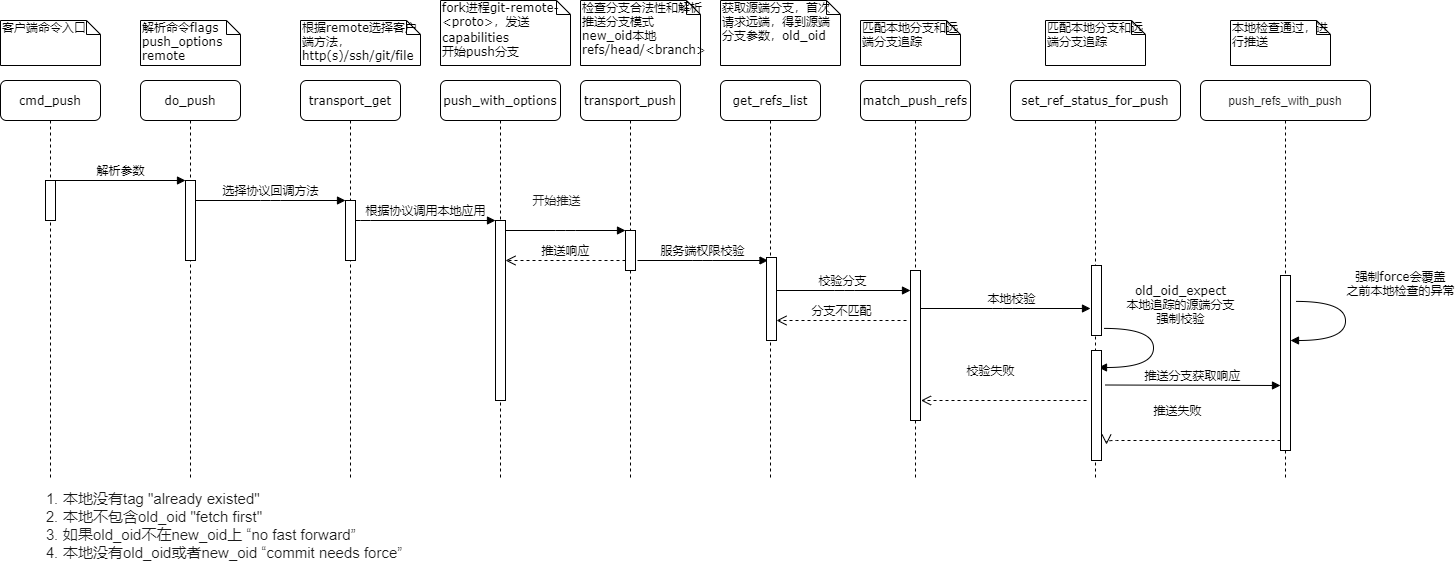 客户端命令入口
解析命令flags
push_options
remote
根据remote选择客户
端方法，
http(s)/ssh/git/file
fork进程git-remote-
<proto>，发送
capabilities
开始push分支
检查分支合法性和解析
推送分支模式
new_oid本地
refs/head/<branch>
获取源端分支，首次
请求远端，得到源端
分支参数，old_oid
匹配本地分支和远
端分支追踪
匹配本地分支和远
端分支追踪
本地检查通过，进
行推送
cmd_push
do_push
transport_get
push_with_options
transport_push
get_refs_list
match_push_refs
set_ref_status_for_push
push_refs_with_push
解析参数
选择协议回调方法
根据协议调用本地应用
开始推送
推送响应
服务端权限校验
校验分支
分支不匹配
本地校验
old_oid_expect
本地追踪的源端分支
强制校验
强制force会覆盖
之前本地检查的异常
校验失败
推送分支获取响应
推送失败
1. 本地没有tag "already existed"
2. 本地不包含old_oid "fetch first"
3. 如果old_oid不在new_oid上 “no fast forward”
4. 本地没有old_oid或者new_oid “commit needs force”